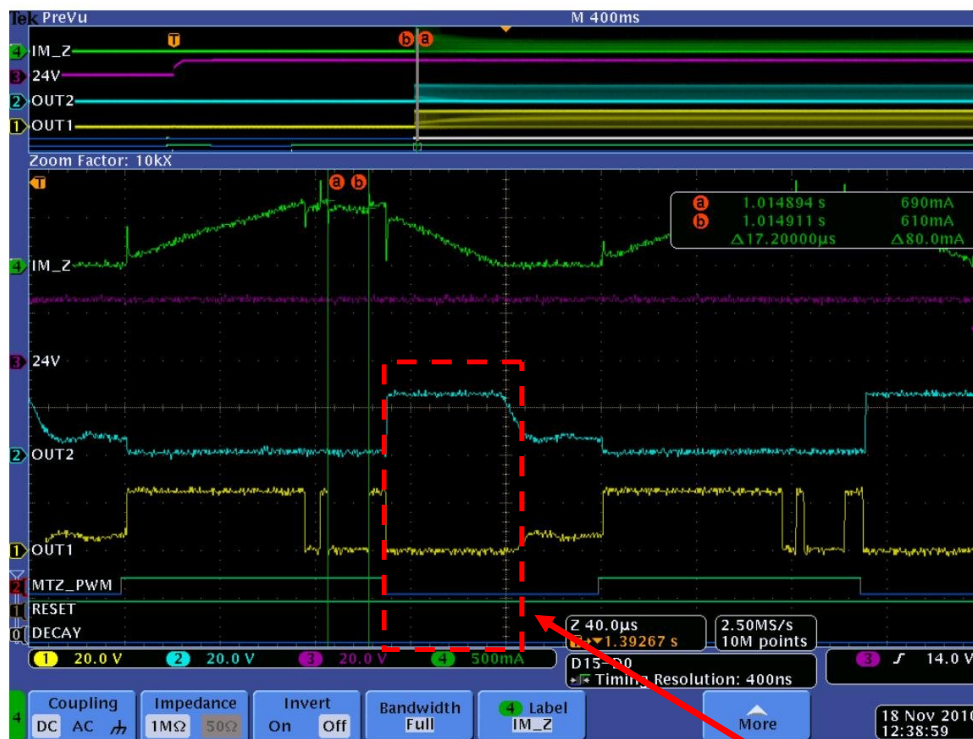 Tek PreVu M 400ms
T
b a
4 IM_Z
3 24V
2 OUT2
1 OUT1
Zoom Factor: 10kX
T
a b
a 1.014894 s 690mA
b 1.014911 s 610mA
Δ17.20000µs Δ80.0mA
4 IM_Z
3 24V
2 OUT2
1 OUT1
2 MTZ_PWM
1 RESET
0 DECAY
Z 40.0µs
1.39267 s
2.50MS/s
10M points
1 20.0 V 2 20.0 V 3 20.0 V 4 500mA
D15-D0
Timing Resolution: 400ns
3 14.0 V
4
Coupling
DC AC
Impedance
1MΩ 50Ω
Invert
On Off
Bandwidth
Full
4 Label
IM_Z
More
18 Nov 2010
12:38:59